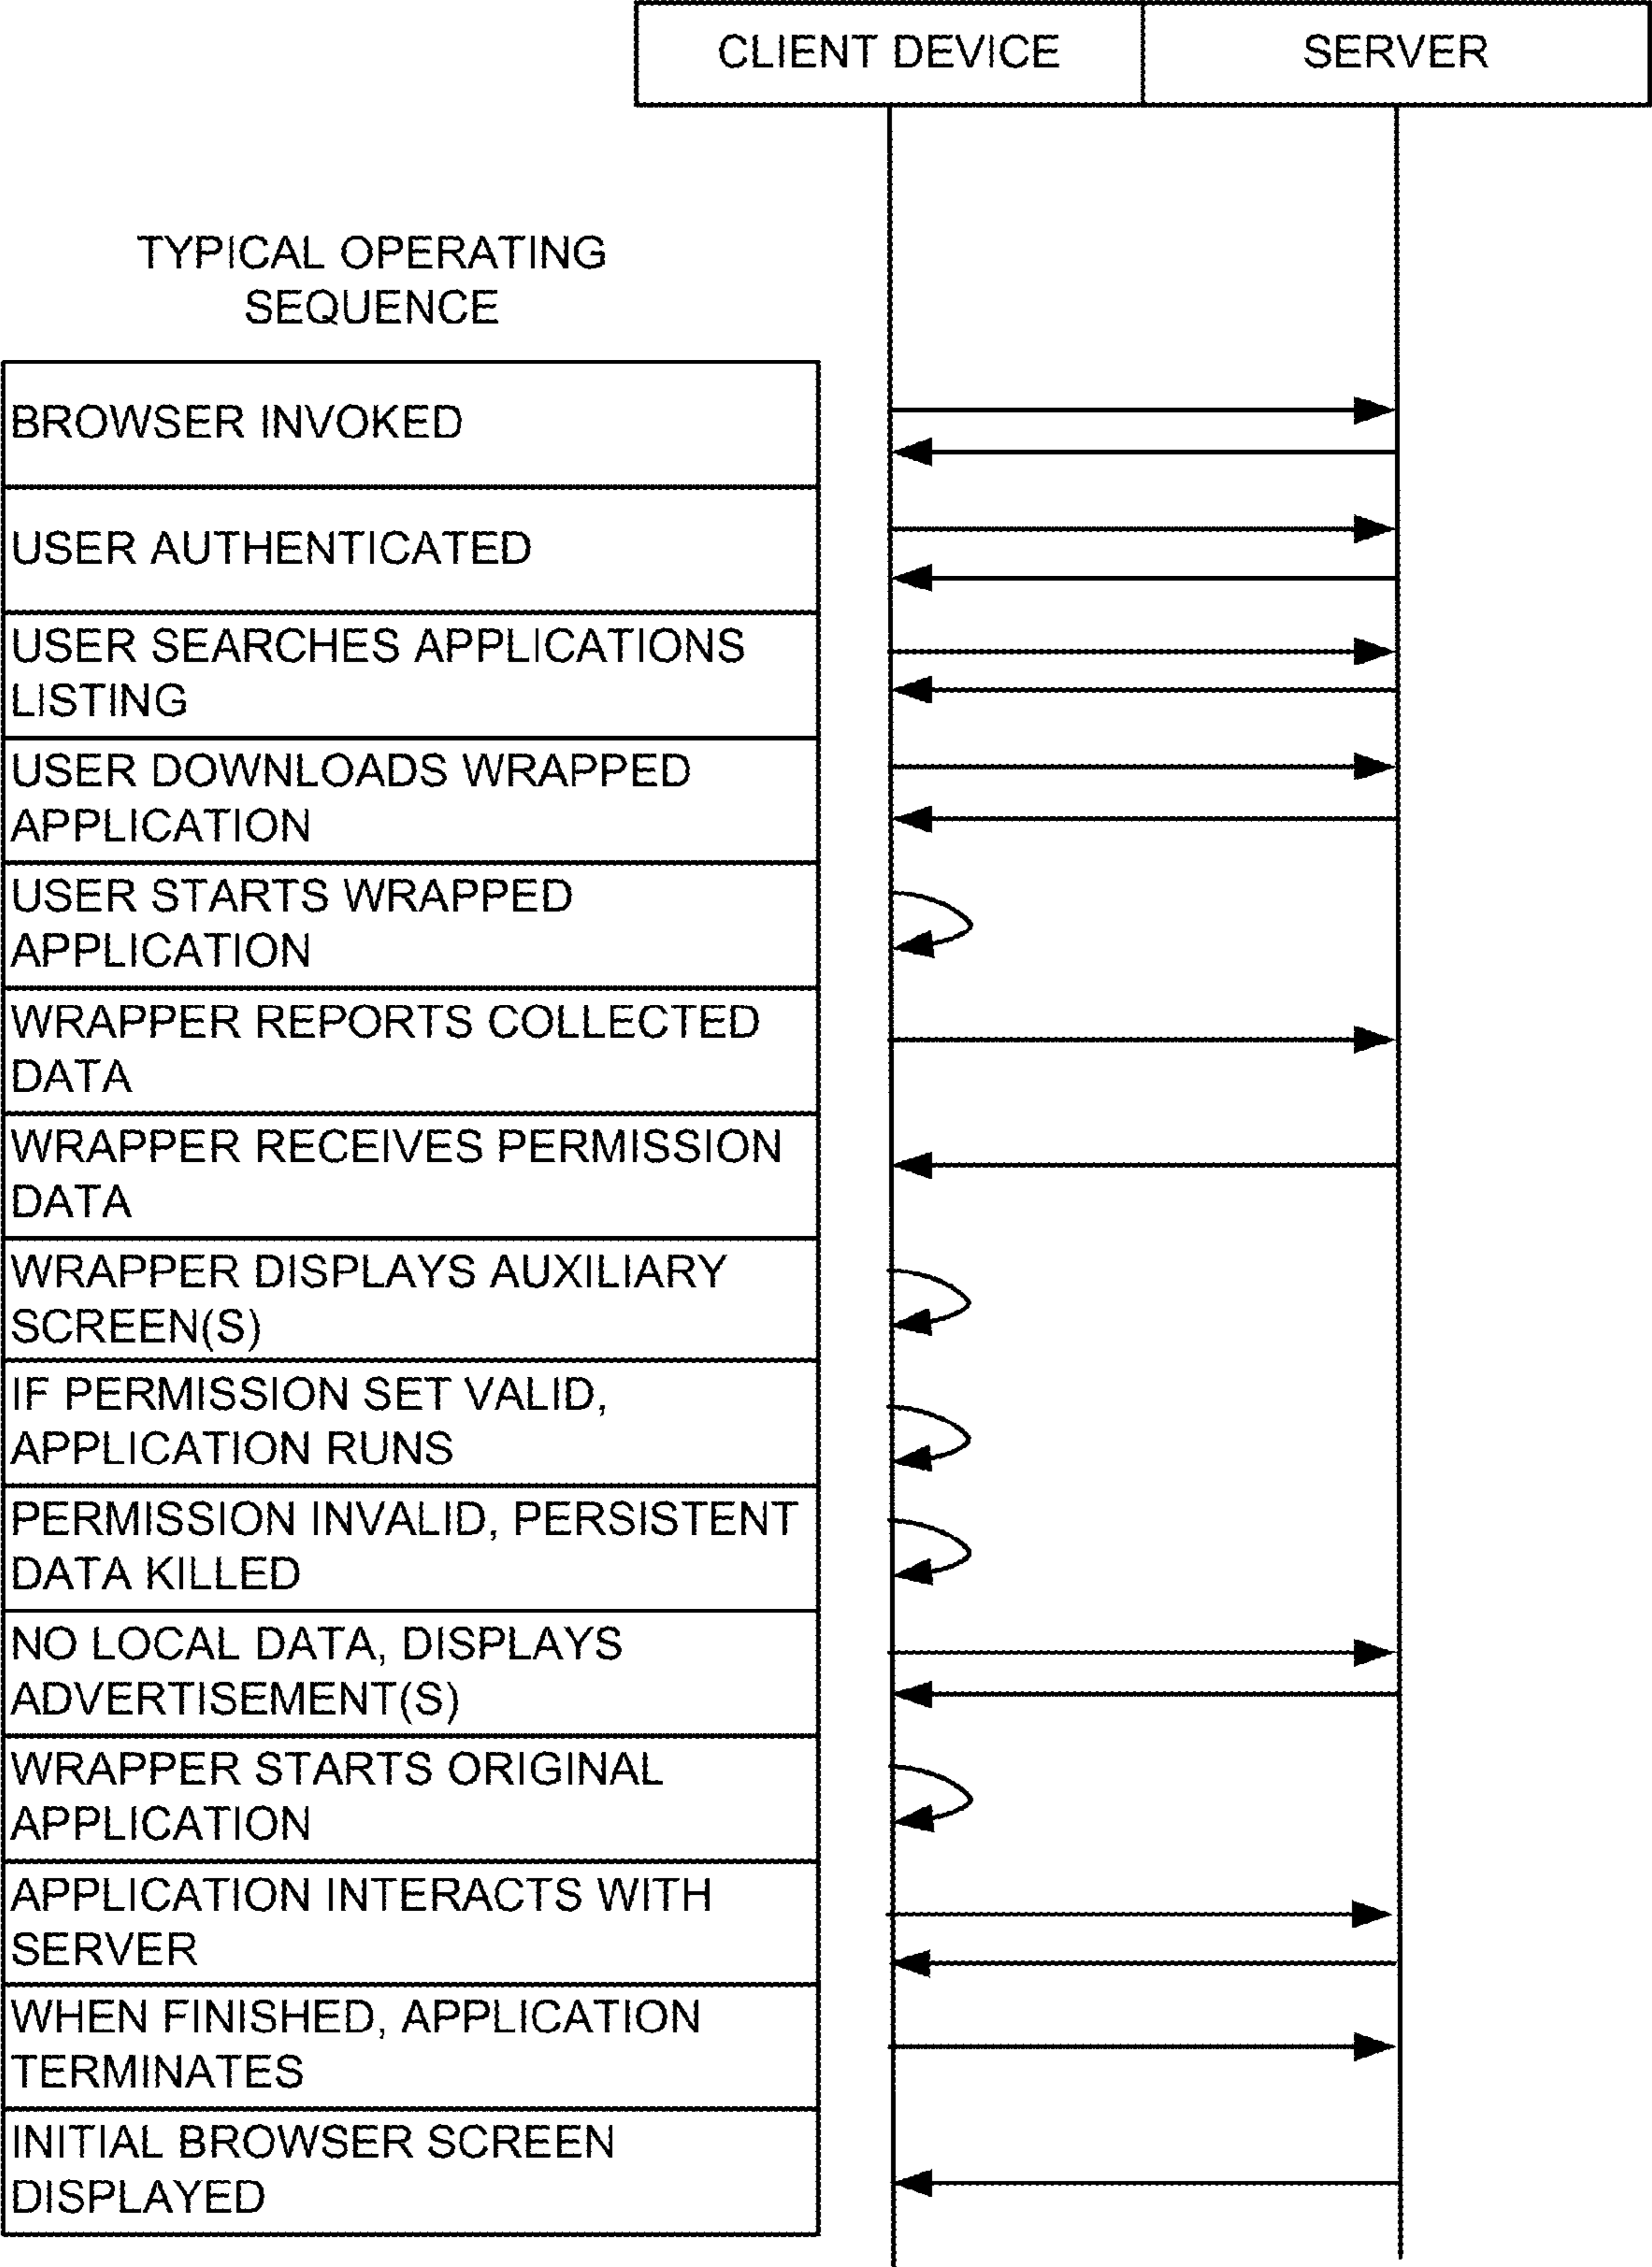 CLIENT DEVICE
SERVER
TYPICAL OPERATING
SEQUENCE
BROWSER INVOKED
USER AUTHENTICATED
USER SEARCHES APPLICATIONS
LISTING
USER DOWNLOADS WRAPPED
APPLICATION
USER STARTS WRAPPED
APPLICATION
WRAPPER REPORTS COLLECTED
DATA
WRAPPER RECEIVES PERMISSION
DATA
WRAPPER DISPLAYS AUXILIARY
SCREEN(S)
IF PERMISSION SET VALID,
APPLICATION RUNS
PERMISSION INVALID, PERSISTENT
DATA KILLED
NO LOCAL DATA, DISPLAYS
ADVERTISEMENT(S)
WRAPPER STARTS ORIGINAL
APPLICATION
APPLICATION INTERACTS WITH
SERVER
WHEN FINISHED, APPLICATION
TERMINATES
INITIAL BROWSER SCREEN
DISPLAYED